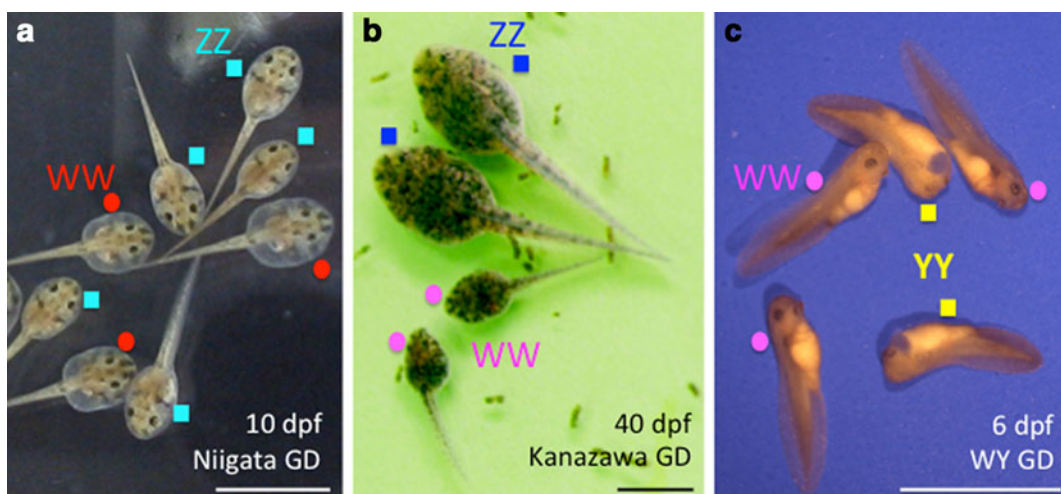 a
ZZ
WW
10 dpf
Niigata GD
b
ZZ
WW
40 dpf
Kanazawa GD
c
WW
YY
6 dpf
WY GD